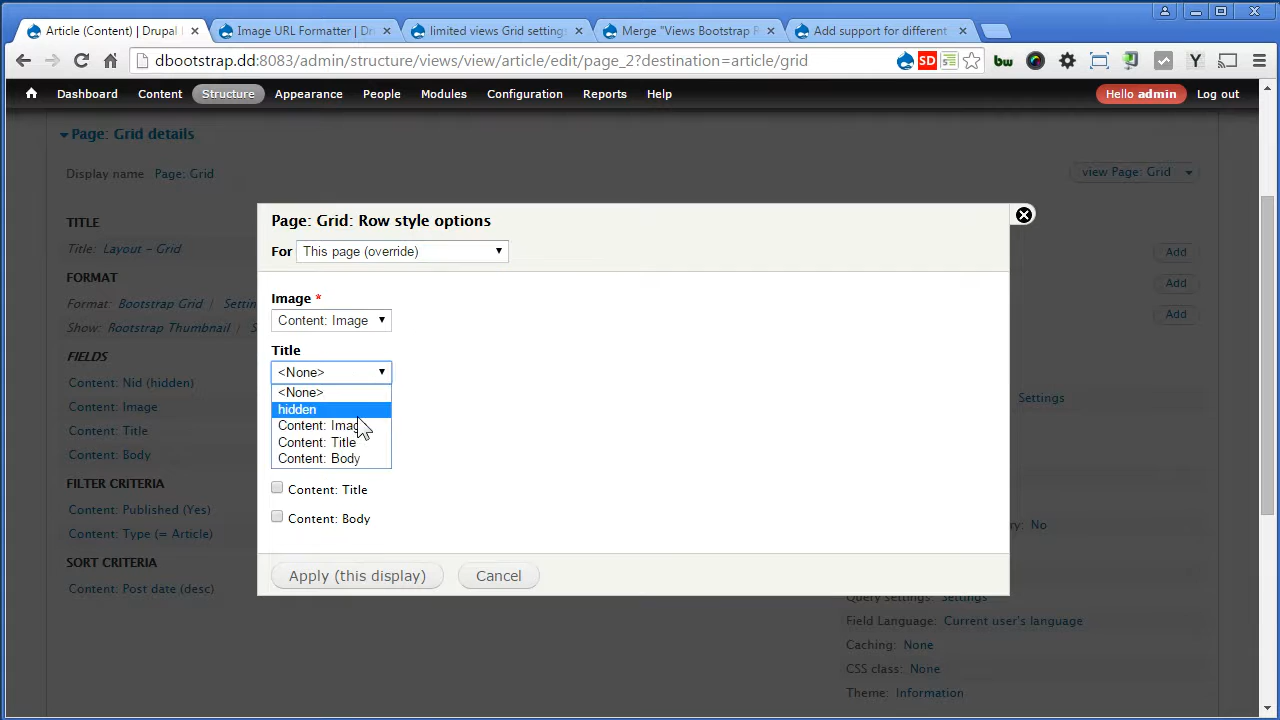 Article (Content) | Drupal
Image URL Formatter | Dr
limited views Grid setting
Merge "Views Bootstrap P
Add support for different
dbootstrap.dd:8083/admin/structure/views/view/article/edit/page_2?destination=article/grid
SD
bw
Y
Dashboard
Content
Structure
Appearance
People
Modules
Configuration
Reports
Help
Hello admin
Log out
Page: Grid details
Display name Page: Grid
view Page: Grid
TITLE
Title: Layout - Grid
FORMAT
Format: Bootstrap Grid | Settin
Show: Bootstrap Thumbnail | S
FIELDS
Content: Nid (hidden)
Content: Image
Content: Title
Content: Body
FILTER CRITERIA
Content: Published (Yes)
Content: Type (= Article)
SORT CRITERIA
Content: Post date (desc)
Page: Grid: Row style options
For This page (override)
Image *
Content: Image
Title
<None>
<None>
hidden
Content: Imag
Content: Title
Content: Body
Content: Title
Content: Body
Apply (this display)
Cancel
Add
Add
Add
Settings
ry: No
Query settings: Settings
Field Language: Current user's language
Caching: None
CSS class: None
Theme: Information